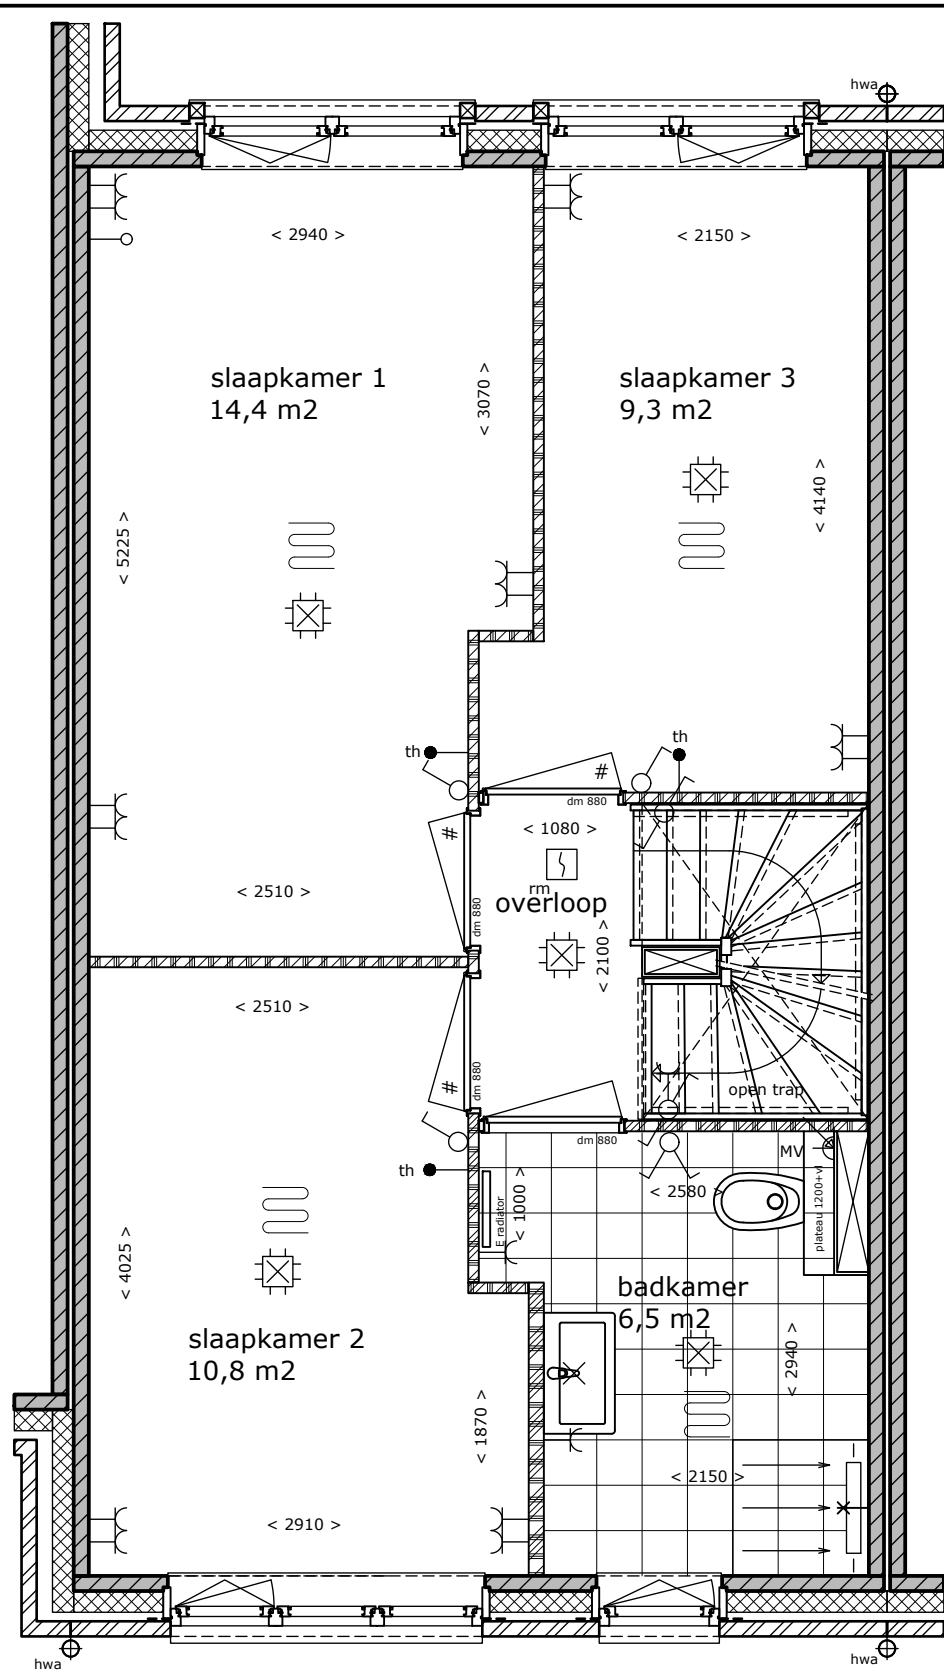 hwa
< 2940 >
< 2150 >
slaapkamer 1
14,4 m2
< 3070 >
slaapkamer 3
9,3 m2
< 4140 >
< 5225 >
th
th
#
dm 880
#
< 1080 >
rm
overloop
dm 880
< 2510 >
< 2100 >
< 2510 >
#
dm 880
open trap
dm 880
MV
th
< 2580 >
< 1000 >
E radiator
plateau 1200+vl
< 4025 >
badkamer
6,5 m2
slaapkamer 2
10,8 m2
< 2940 >
< 1870 >
< 2150 >
< 2910 >
hwa
hwa